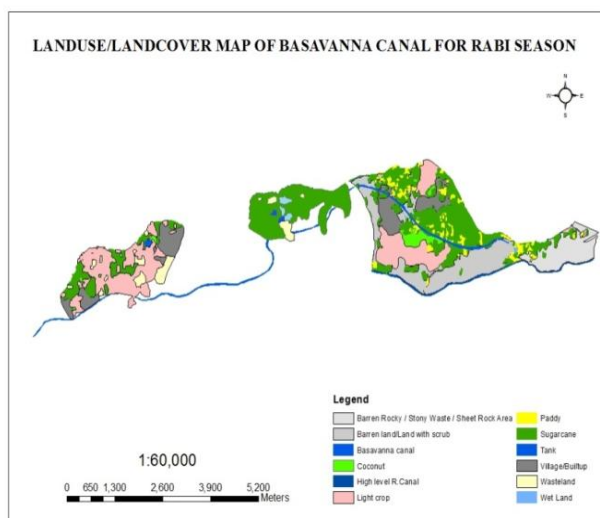 LANDUSE/LANDCOVER MAP OF BASAVANNA CANAL FOR RABI SEASON
N
W E
S
Legend
Barren Rocky / Stony Waste / Sheet Rock Area
Barren land/Land with scrub
Basavanna canal
Coconut
High level R.Canal
Light crop
Paddy
Sugarcane
Tank
Village/Builtup
Wasteland
Wet Land
1:60,000
0 650 1,300 2,600 3,900 5,200
Meters